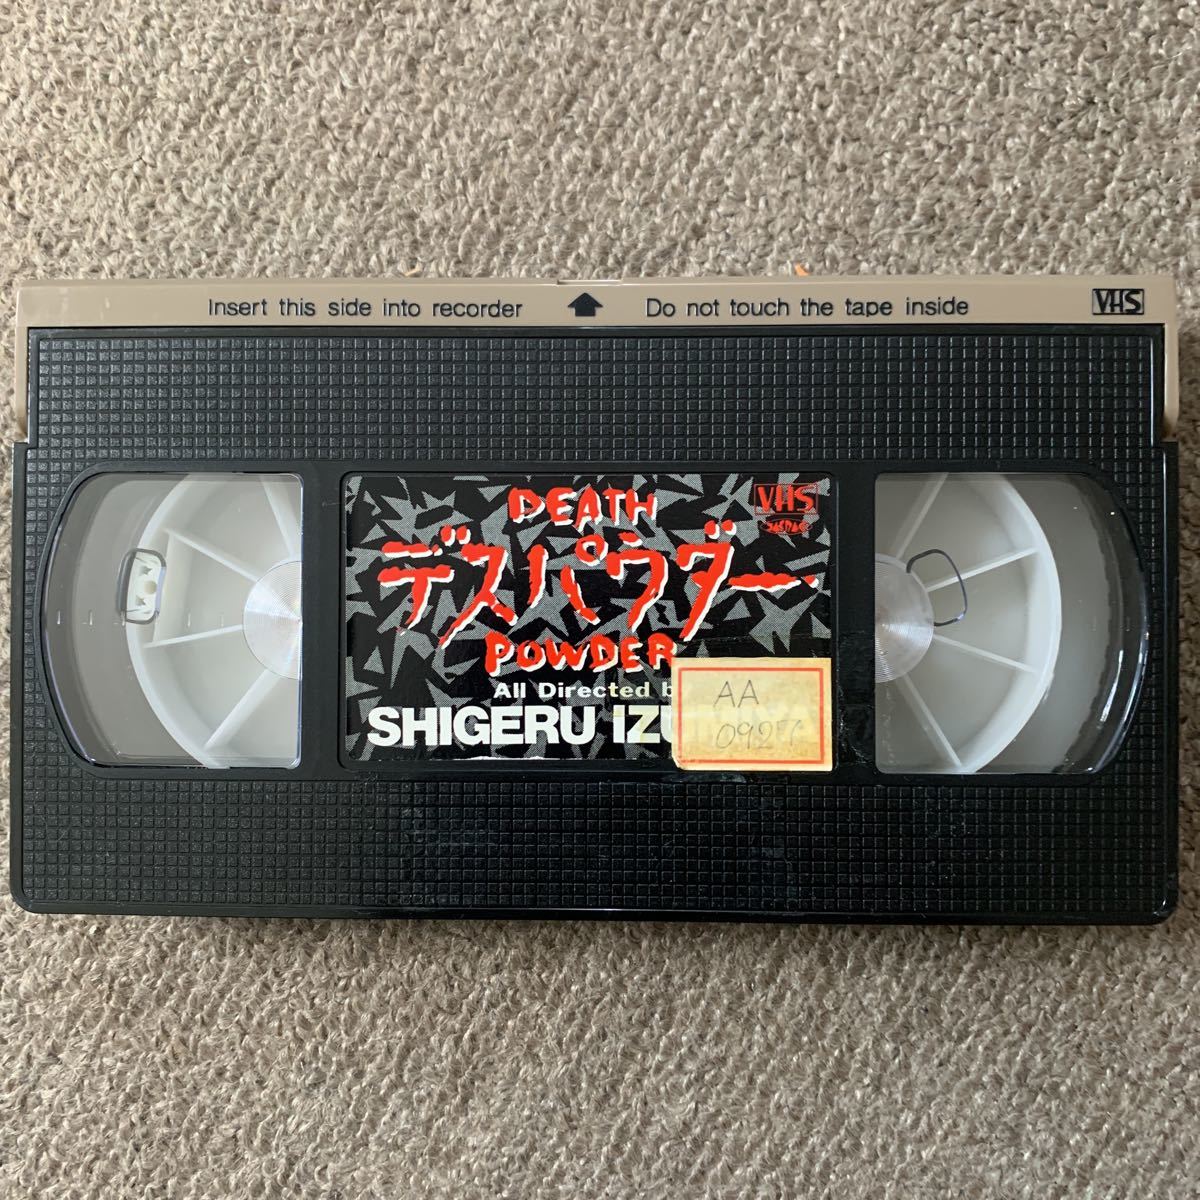 Insert this side into recorder
Do not touch the tape inside
VHS
DEATH
VHS
デスパウダー
POWDER
All Directed b
SHIGERU IZU
AA
0927